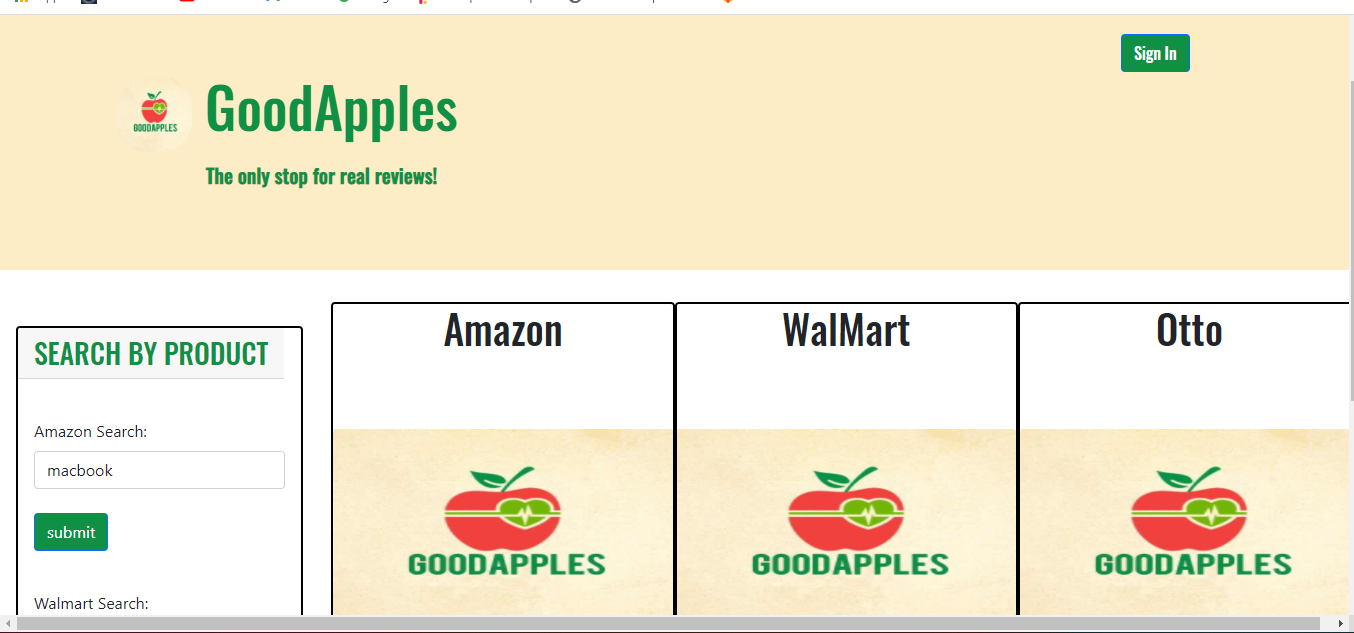 Sign In
GOODAPPLES
GoodApples
The only stop for real reviews!
SEARCH BY PRODUCT
Amazon Search:
macbook
submit
Walmart Search:
Amazon
WalMart
Otto
GOODAPPLES
GOODAPPLES
GOODAPPLES